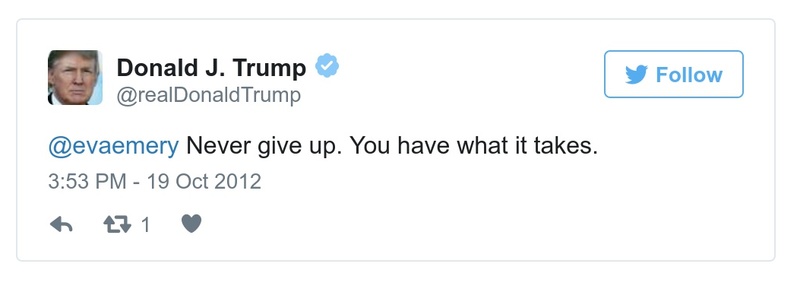 Donald J. Trump
Follow
@realDonaldTrump
@evaemery Never give up. You have what it takes.
3:53 PM - 19 Oct 2012
1